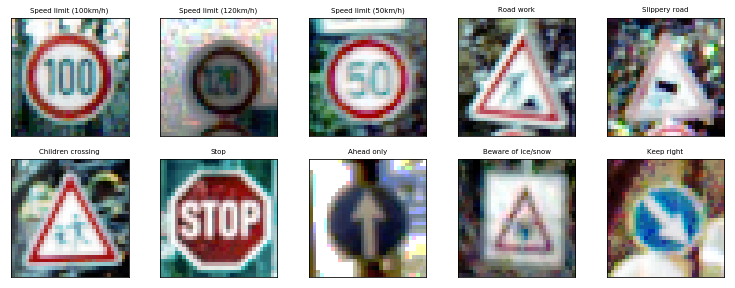 Speed limit (100km/h)
Speed limit (120km/h)
Speed limit (50km/h)
Road work
Slippery road
100
120
50
Children crossing
Stop
Ahead only
Beware of ice/snow
Keep right
STOP